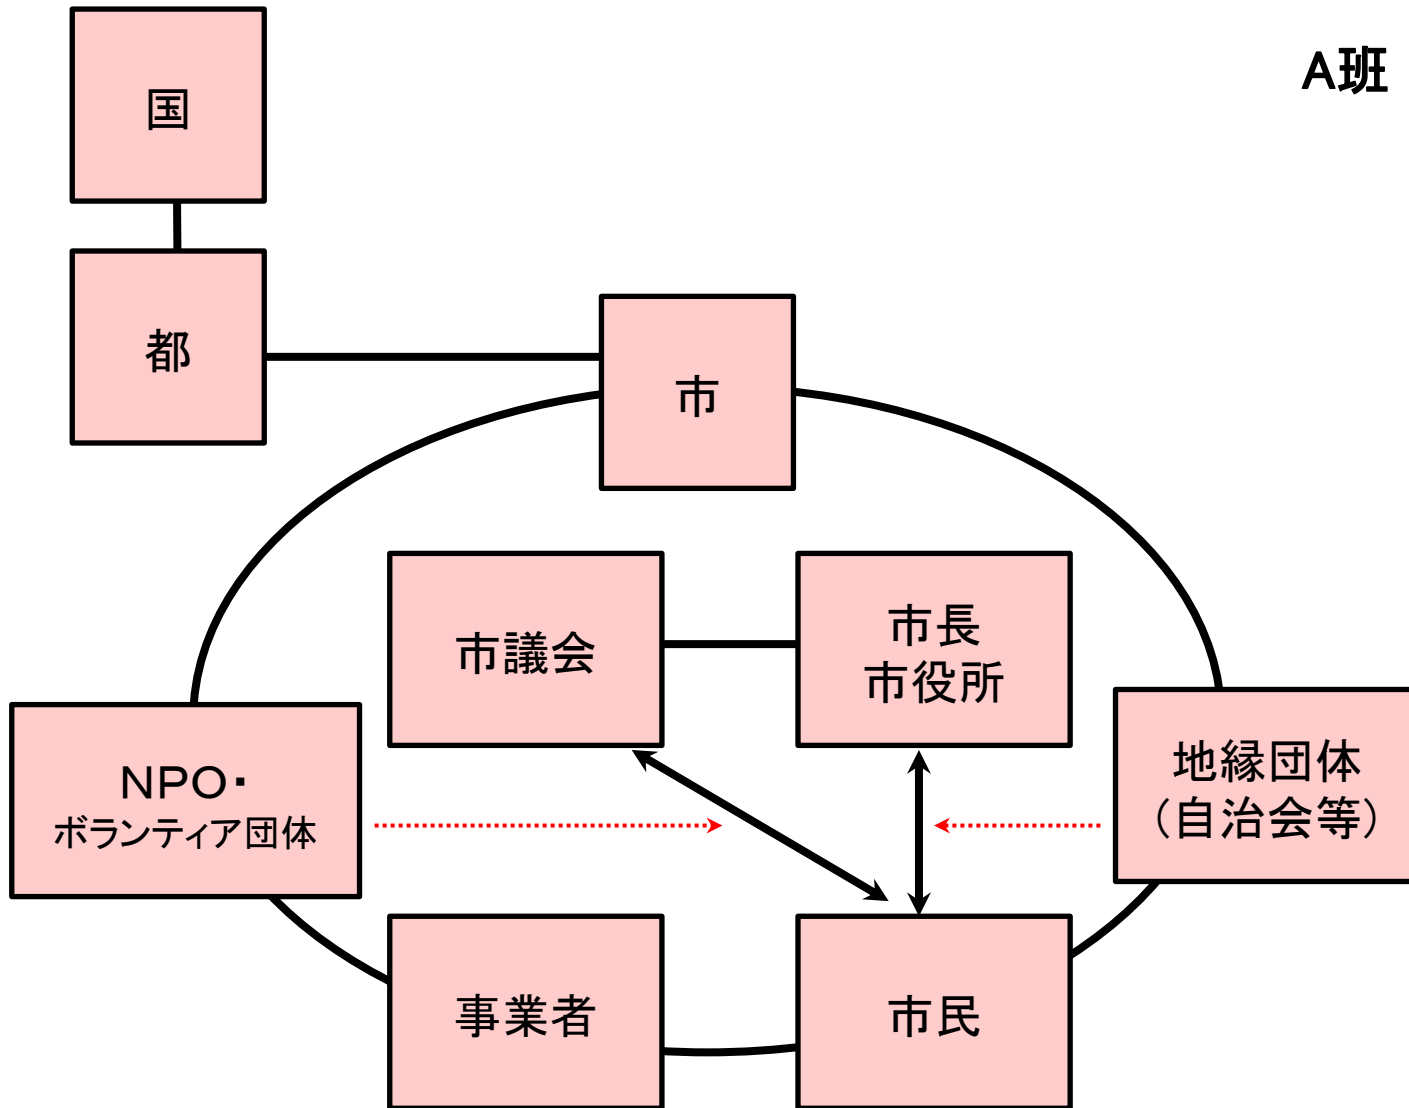 A班
国
都
市
市議会
市長
市役所
NPO・
ボランティア団体
地縁団体
（自治会等）
事業者
市民